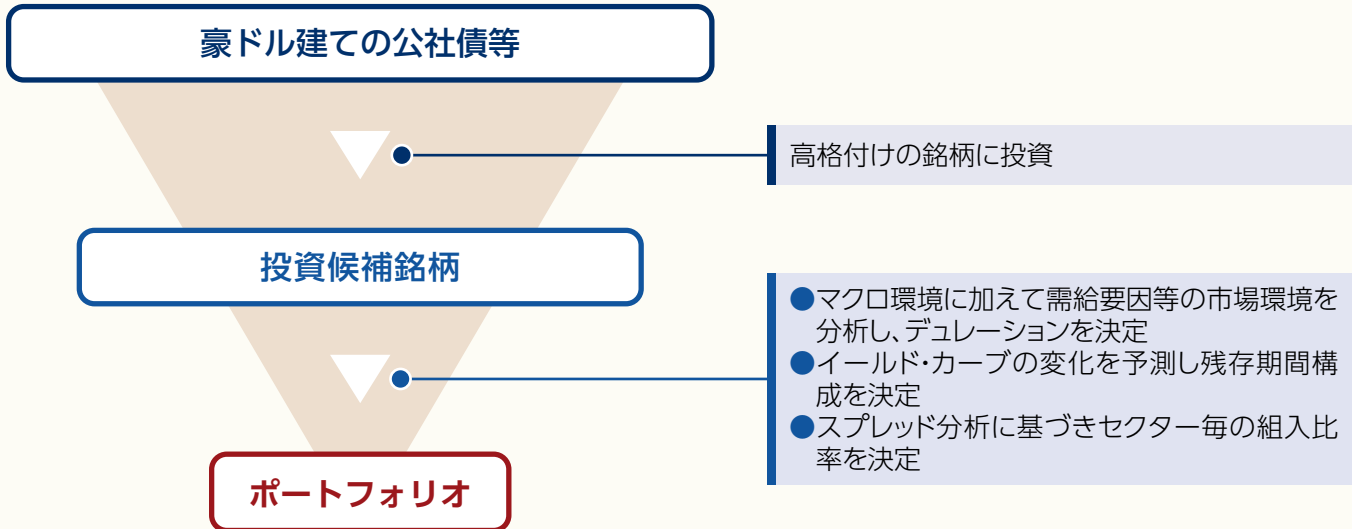 豪ドル建ての公社債等
高格付けの銘柄に投資
投資候補銘柄
●マクロ環境に加えて需給要因等の市場環境を
分析し、デュレーションを決定
●イールド・カーブの変化を予測し残存期間構
成を決定
●スプレッド分析に基づきセクター毎の組入比
率を決定
ポートフォリオ